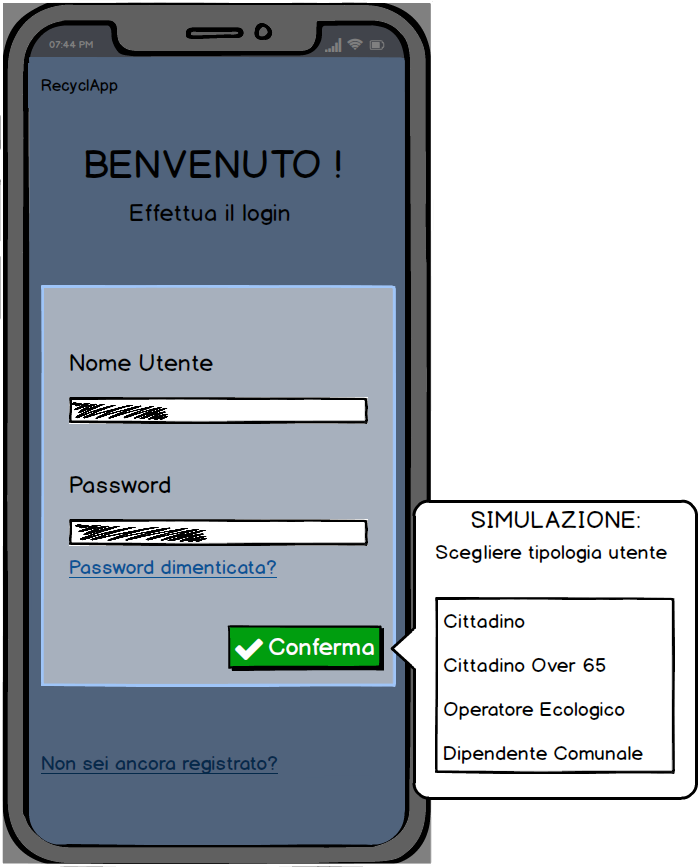 07:44 PM
RecyclApp
BENVENUTO !
Effettua il login
Nome Utente
Password
Password dimenticata?
Conferma
Non sei ancora registrato?
SIMULAZIONE:
Scegliere tipologia utente
Cittadino
Cittadino Over 65
Operatore Ecologico
Dipendente Comunale